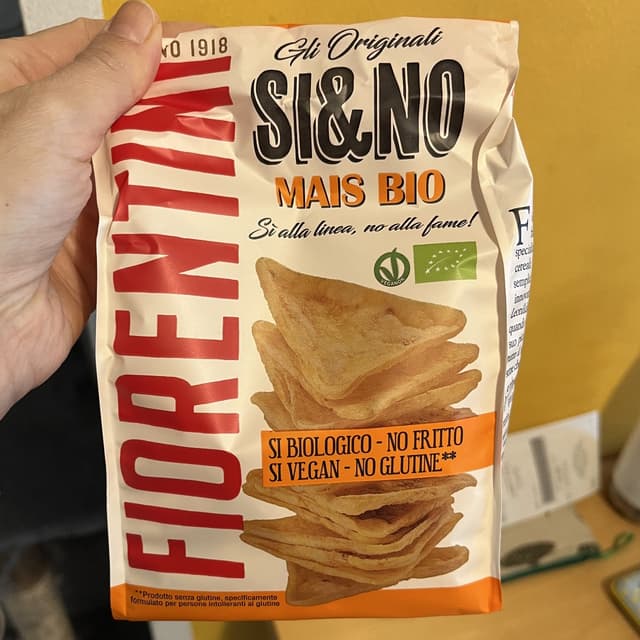 NO 1918
FIORENTINI
Gli Originali
SI&NO
MAIS BIO
Sì alla linea, no alla fame!
VEGANOK
SI BIOLOGICO - NO FRITTO
SI VEGAN - NO GLUTINE**
**Prodotto senza glutine, specificamente
formulato per persone intolleranti al glutine